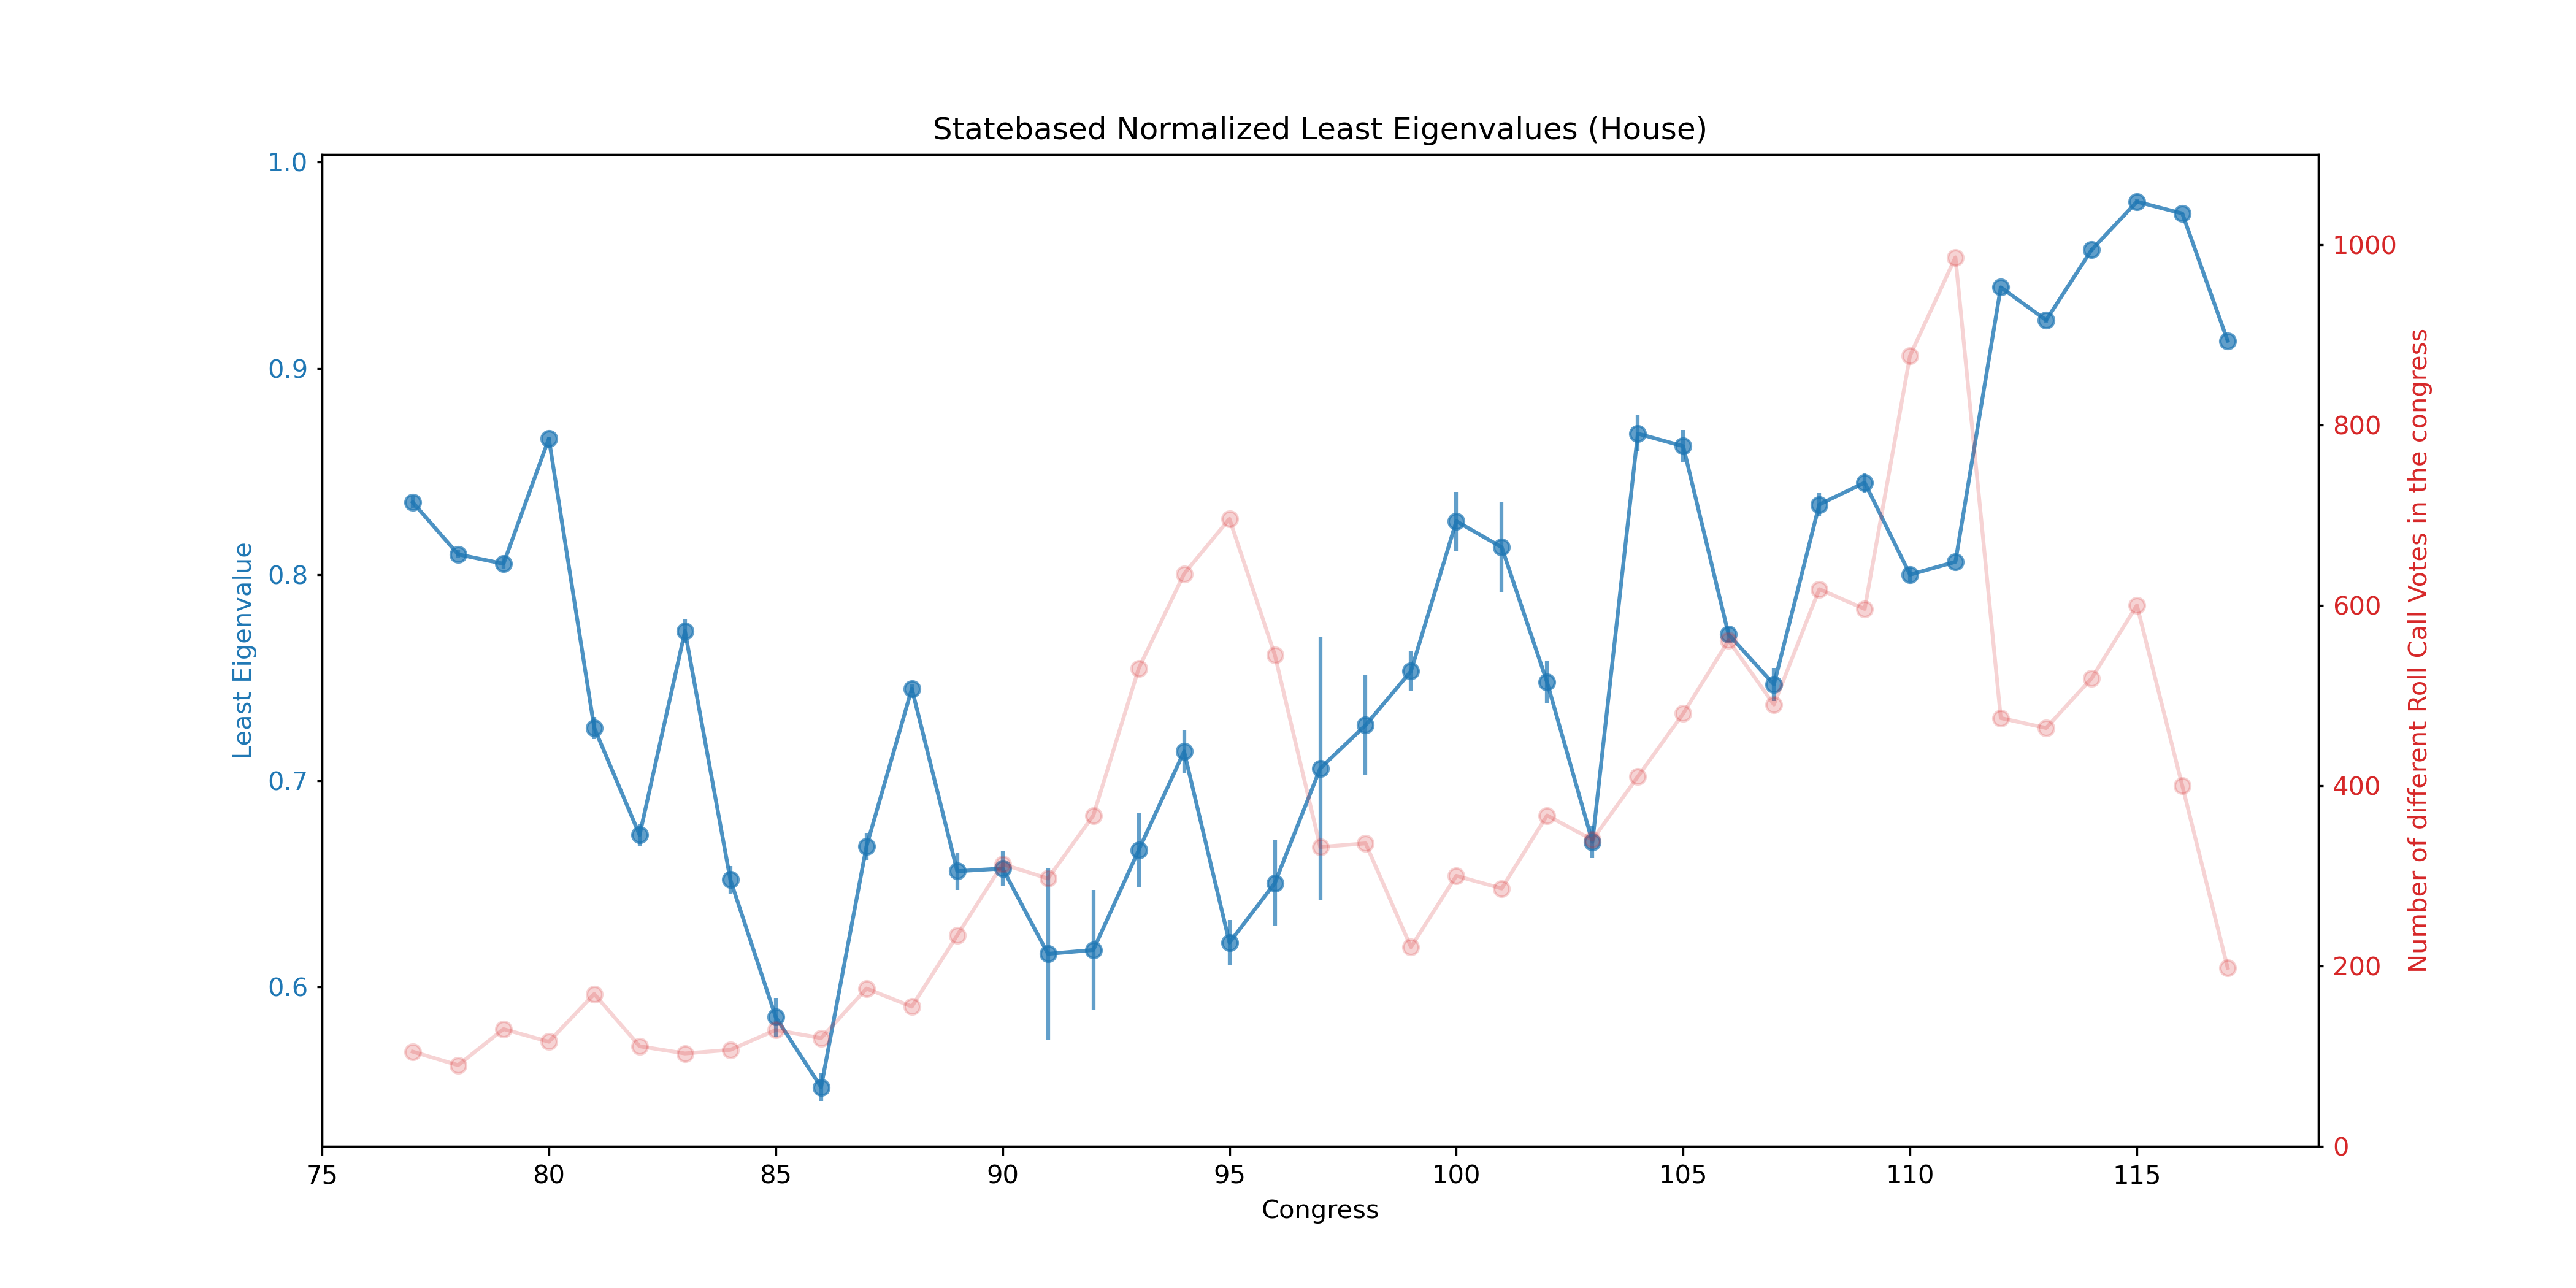 Statebased Normalized Least Eigenvalues (House)
1.0
0.9
0.8
0.7
0.6
Least Eigenvalue
1000
800
600
400
200
0
Number of different Roll Call Votes in the congress
75 80 85 90 95 100 105 110 115
Congress